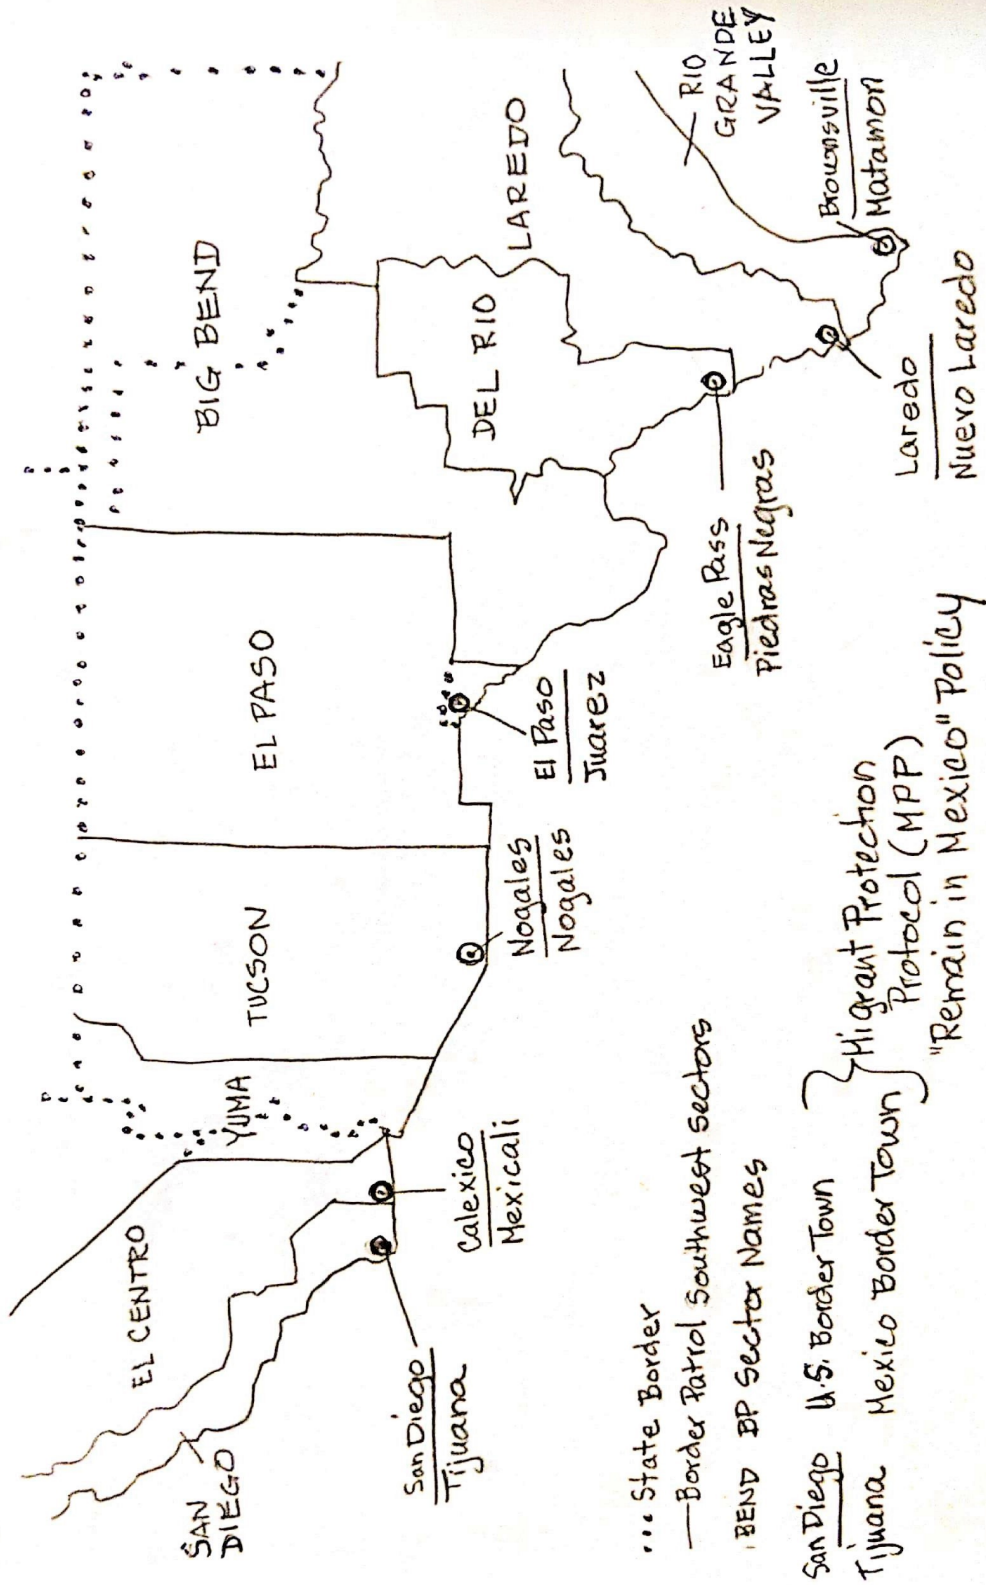 SAN
DIEGO
EL CENTRO
YUMA
TUCSON
EL PASO
BIG BEND
DEL RIO
LAREDO
RIO
GRANDE
VALLEY
San Diego
Tijuana
Calexico
Mexicali
Nogales
Nogales
El Paso
Juarez
Eagle Pass
Piedras Negras
Laredo
Nuevo Laredo
Brownsville
Matamon
... State Border
— Border Patrol Southwest sectors
BEND BP Sector Names
San Diego U.S. Border Town
Tijuana Mexico Border Town
Migrant Protection
Protocol (MPP)
"Remain in Mexico" Policy